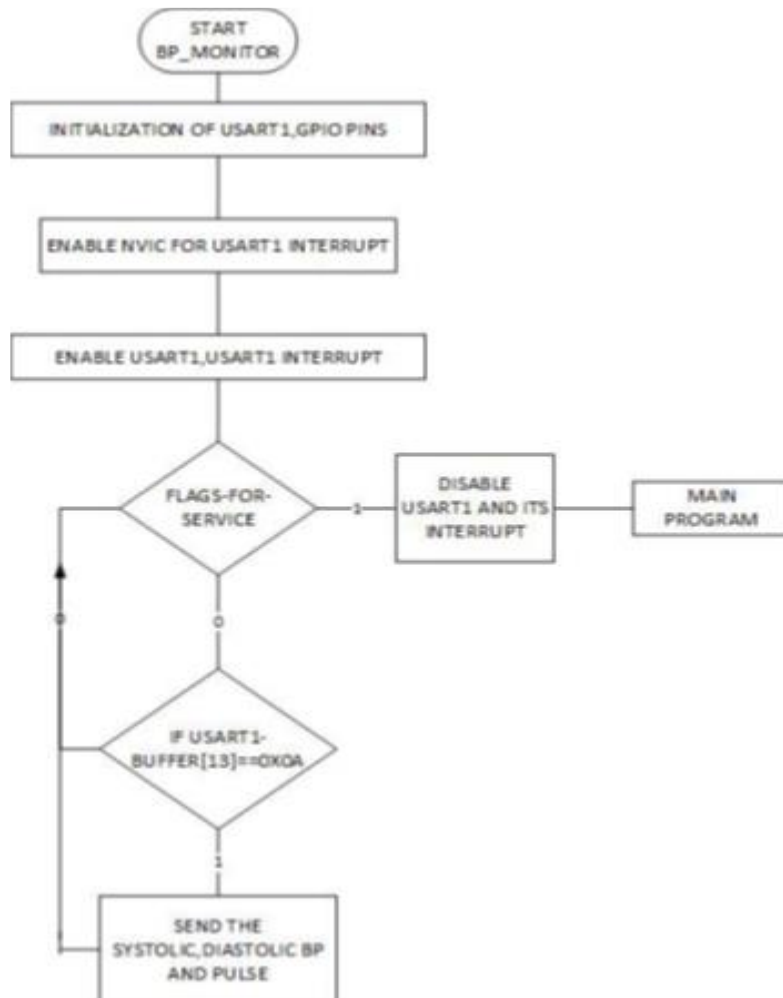 START
BP_MONITOR
INITIALIZATION OF USART1,GPIO PINS
ENABLE NVIC FOR USART1 INTERRUPT
ENABLE USART1,USART1 INTERRUPT
FLAGS-FOR-
SERVICE
1
DISABLE
USART1 AND ITS
INTERRUPT
MAIN
PROGRAM
0
0
IF USART1-
BUFFER[13]==0X0A
1
SEND THE
SYSTOLIC,DIASTOLIC BP
AND PULSE